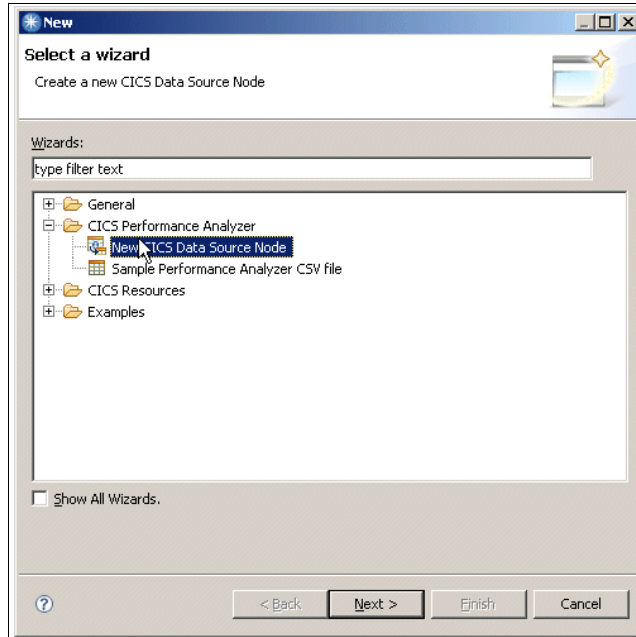 New
Select a wizard
Create a new CICS Data Source Node
Wizards:
type filter text
General
CICS Performance Analyzer
New CICS Data Source Node
Sample Performance Analyzer CSV file
CICS Resources
Examples
Show All Wizards.
< Back Next > Finish Cancel